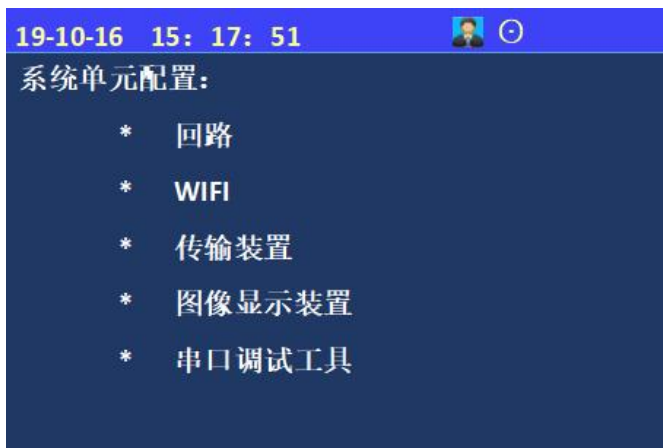 19-10-16 15：17：51
系统单元配置：
* 回路
* WIFI
* 传输装置
* 图像显示装置
* 串口调试工具